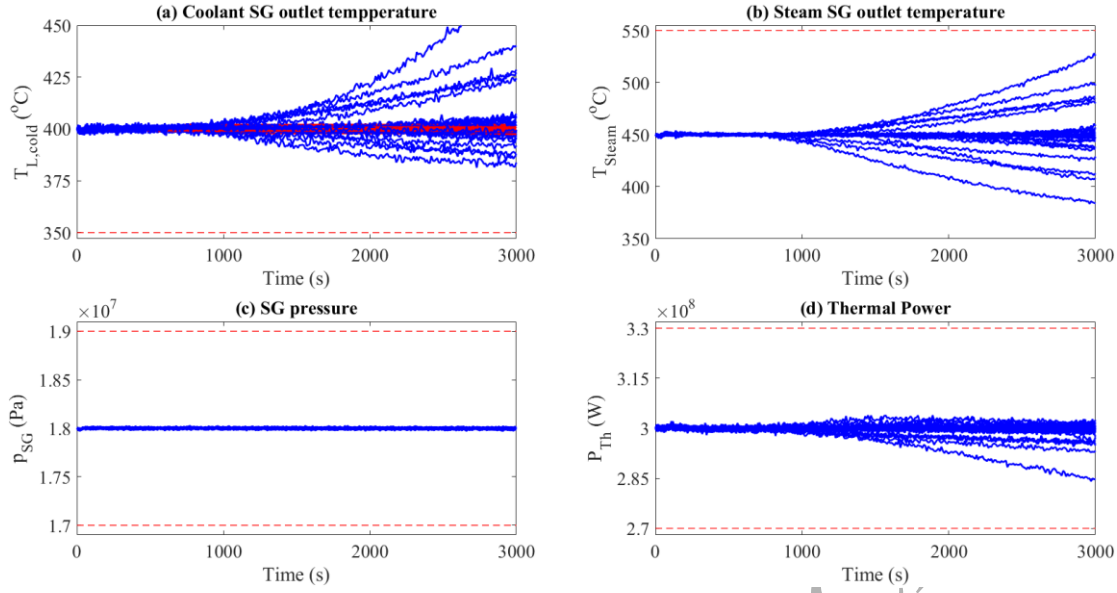 (a) Coolant SG outlet tempperature
(b) Steam SG outlet temperature
450
425
400
375
350
T_L,cold (°C)
0 1000 2000 3000
Time (s)
550
500
450
400
350
T_Steam (°C)
0 1000 2000 3000
Time (s)
(c) SG pressure
(d) Thermal Power
×10^7
1.9
1.85
1.8
1.75
1.7
p_SG (Pa)
0 1000 2000 3000
Time (s)
×10^8
3.3
3.15
3
2.85
2.7
P_Th (W)
0 1000 2000 3000
Time (s)